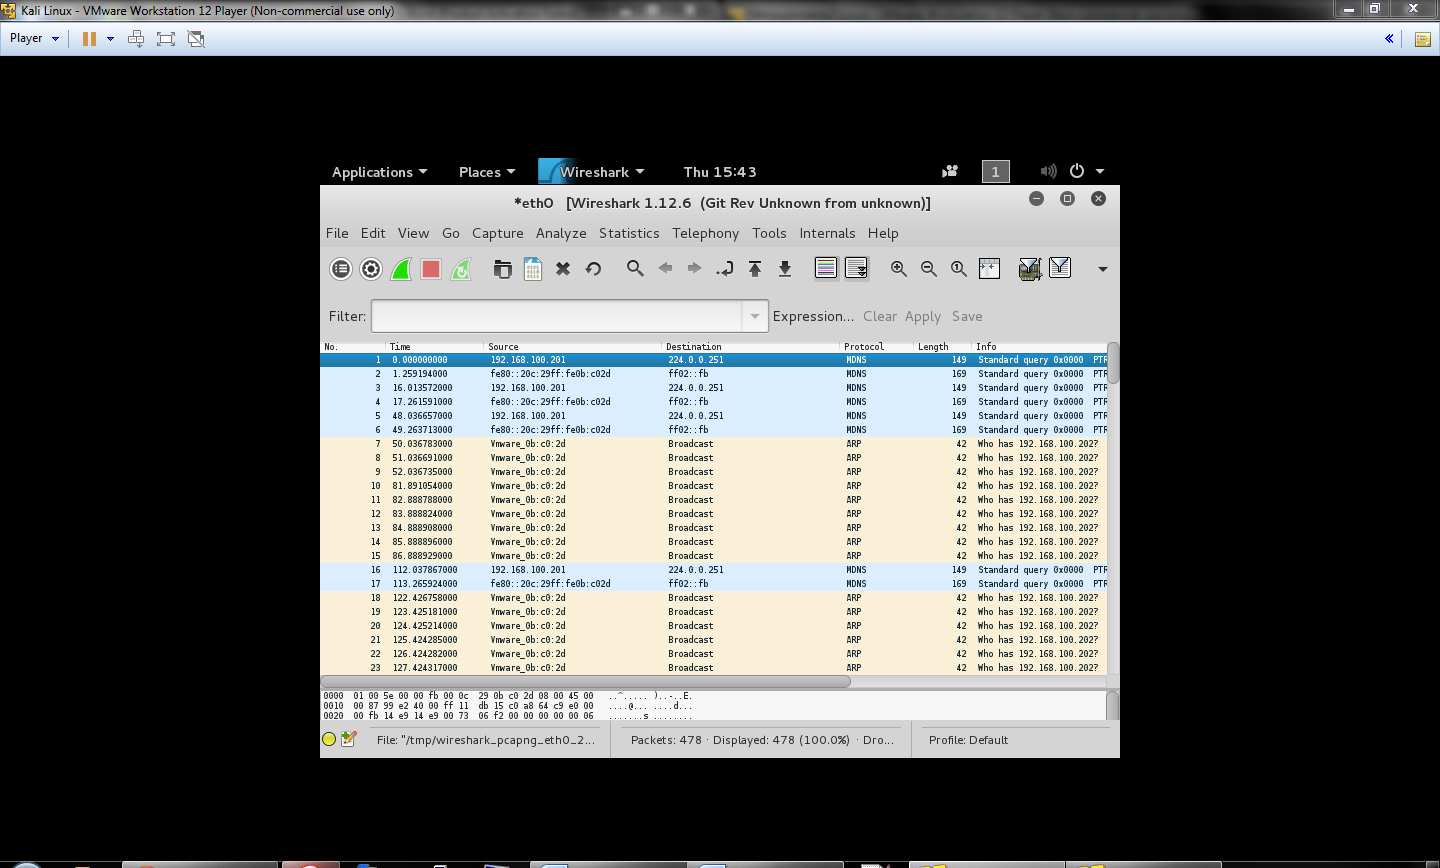 Kali Linux - VMware Workstation 12 Player (Non-commercial use only)
Player
Applications Places Wireshark Thu 15:43 1
*eth0 [Wireshark 1.12.6 (Git Rev Unknown from unknown)]
File Edit View Go Capture Analyze Statistics Telephony Tools Internals Help
Filter: Expression... Clear Apply Save
No. Time Source Destination Protocol Length Info
1 0.000000000 192.168.100.201 224.0.0.251 MDNS 149 Standard query 0x0000 PTR
2 1.259194000 fe80::20c:29ff:fe0b:c02d ff02::fb MDNS 169 Standard query 0x0000 PTR
3 16.013572000 192.168.100.201 224.0.0.251 MDNS 149 Standard query 0x0000 PTR
4 17.261591000 fe80::20c:29ff:fe0b:c02d ff02::fb MDNS 169 Standard query 0x0000 PTR
5 48.036657000 192.168.100.201 224.0.0.251 MDNS 149 Standard query 0x0000 PTR
6 49.263713000 fe80::20c:29ff:fe0b:c02d ff02::fb MDNS 169 Standard query 0x0000 PTR
7 50.036783000 Vmware_0b:c0:2d Broadcast ARP 42 Who has 192.168.100.202?
8 51.036691000 Vmware_0b:c0:2d Broadcast ARP 42 Who has 192.168.100.202?
9 52.036735000 Vmware_0b:c0:2d Broadcast ARP 42 Who has 192.168.100.202?
10 81.891054000 Vmware_0b:c0:2d Broadcast ARP 42 Who has 192.168.100.202?
11 82.888788000 Vmware_0b:c0:2d Broadcast ARP 42 Who has 192.168.100.202?
12 83.888824000 Vmware_0b:c0:2d Broadcast ARP 42 Who has 192.168.100.202?
13 84.888908000 Vmware_0b:c0:2d Broadcast ARP 42 Who has 192.168.100.202?
14 85.888896000 Vmware_0b:c0:2d Broadcast ARP 42 Who has 192.168.100.202?
15 86.888929000 Vmware_0b:c0:2d Broadcast ARP 42 Who has 192.168.100.202?
16 112.037867000 192.168.100.201 224.0.0.251 MDNS 149 Standard query 0x0000 PTR
17 113.265924000 fe80::20c:29ff:fe0b:c02d ff02::fb MDNS 169 Standard query 0x0000 PTR
18 122.426758000 Vmware_0b:c0:2d Broadcast ARP 42 Who has 192.168.100.202?
19 123.425181000 Vmware_0b:c0:2d Broadcast ARP 42 Who has 192.168.100.202?
20 124.425214000 Vmware_0b:c0:2d Broadcast ARP 42 Who has 192.168.100.202?
21 125.424285000 Vmware_0b:c0:2d Broadcast ARP 42 Who has 192.168.100.202?
22 126.424282000 Vmware_0b:c0:2d Broadcast ARP 42 Who has 192.168.100.202?
23 127.424317000 Vmware_0b:c0:2d Broadcast ARP 42 Who has 192.168.100.202?
0000 01 00 5e 00 00 fb 00 0c 29 0b c0 2d 08 00 45 00 ..^..... )..-..E.
0010 00 87 99 e2 40 00 ff 11 db 15 c0 a8 64 c9 e0 00 ....@... ....d...
0020 00 fb 14 e9 14 e9 00 73 06 f2 00 00 00 00 00 06 .......s ........
File: "/tmp/wireshark_pcapng_eth0_2... Packets: 478 · Displayed: 478 (100.0%) · Dro... Profile: Default